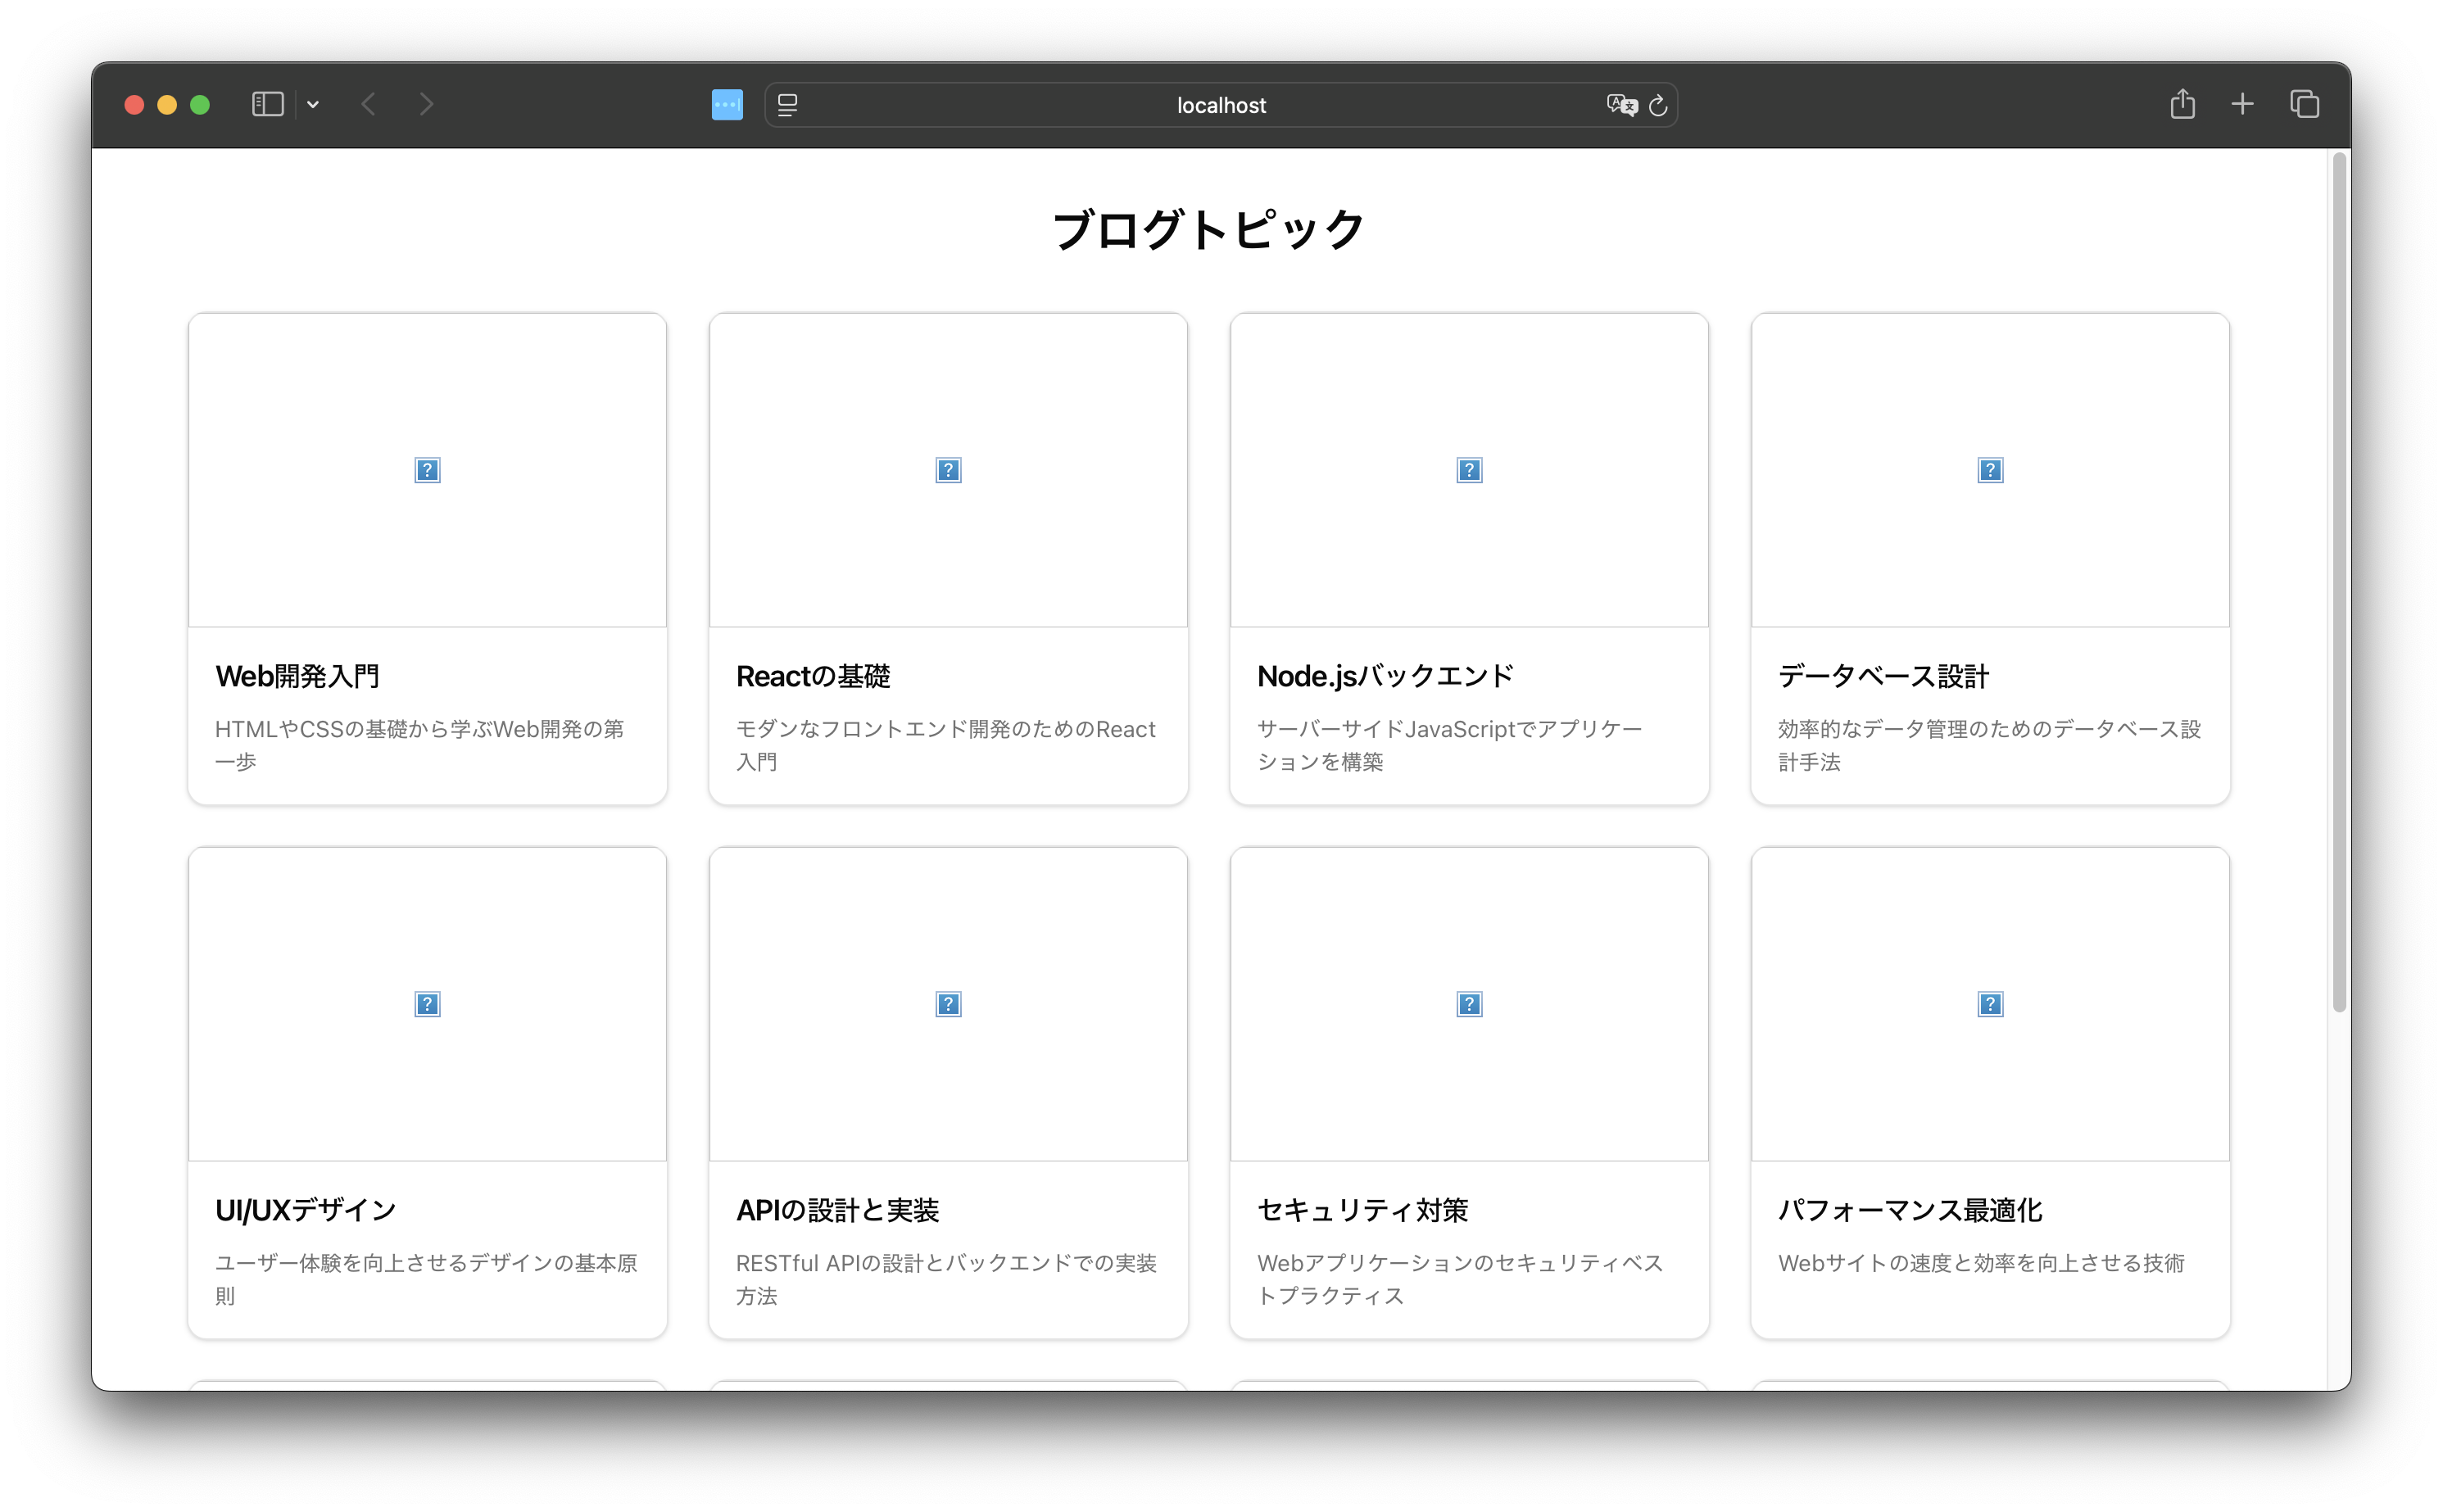 localhost
ブログトピック
Web開発入門
HTMLやCSSの基礎から学ぶWeb開発の第
一歩
Reactの基礎
モダンなフロントエンド開発のためのReact
入門
Node.jsバックエンド
サーバーサイドJavaScriptでアプリケー
ションを構築
データベース設計
効率的なデータ管理のためのデータベース設
計手法
UI/UXデザイン
ユーザー体験を向上させるデザインの基本原
則
APIの設計と実装
RESTful APIの設計とバックエンドでの実装
方法
セキュリティ対策
Webアプリケーションのセキュリティベス
トプラクティス
パフォーマンス最適化
Webサイトの速度と効率を向上させる技術